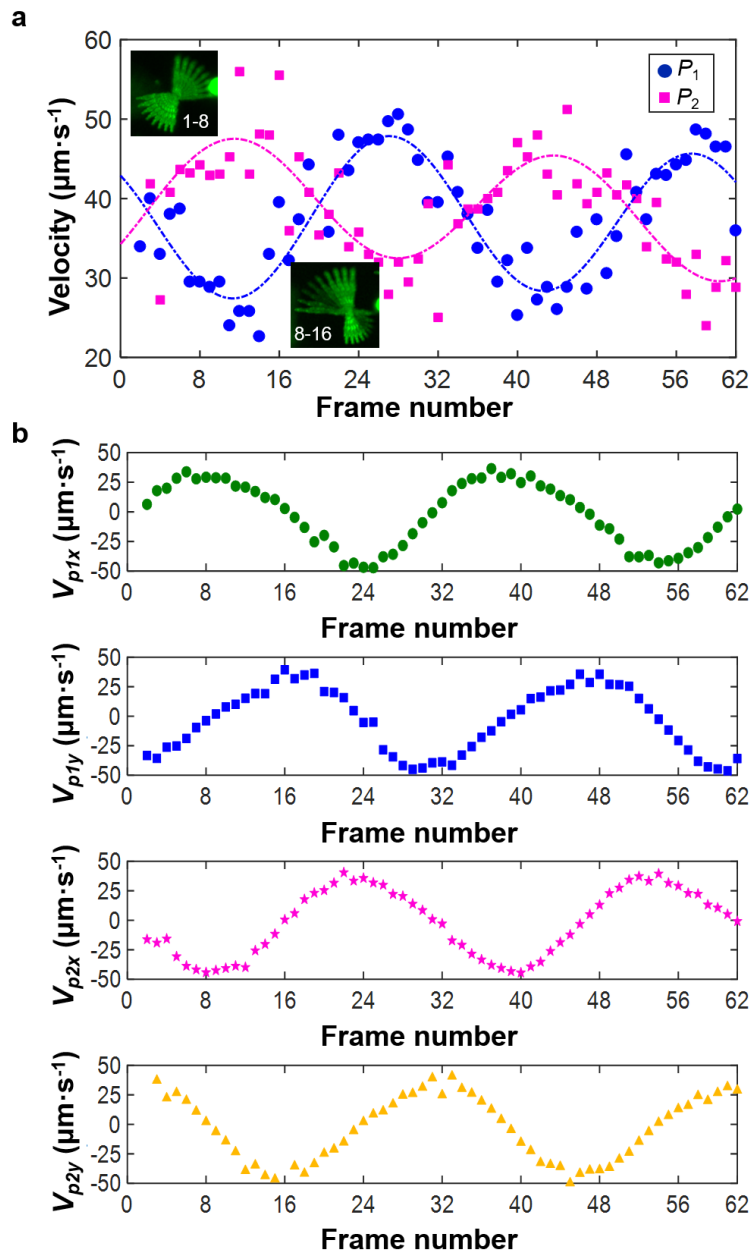 a
60
50
40
30
20
Velocity (µm·s-1)
1-8
8-16
P1
P2
0 8 16 24 32 40 48 56 62
Frame number
b
50
25
0
-25
-50
Vp1x (µm·s-1)
0 8 16 24 32 40 48 56 62
Frame number
50
25
0
-25
-50
Vp1y (µm·s-1)
0 8 16 24 32 40 48 56 62
Frame number
50
25
0
-25
-50
Vp2x (µm·s-1)
0 8 16 24 32 40 48 56 62
Frame number
50
25
0
-25
-50
Vp2y (µm·s-1)
0 8 16 24 32 40 48 56 62
Frame number